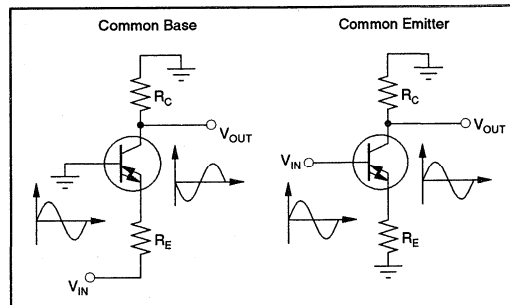 Common Base
R_C
V_OUT
R_E
V_IN
Common Emitter
R_C
V_OUT
V_IN
R_E